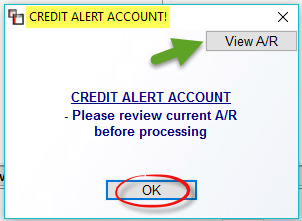 CREDIT ALERT ACCOUNT!
View A/R
CREDIT ALERT ACCOUNT
- Please review current A/R
before processing
OK